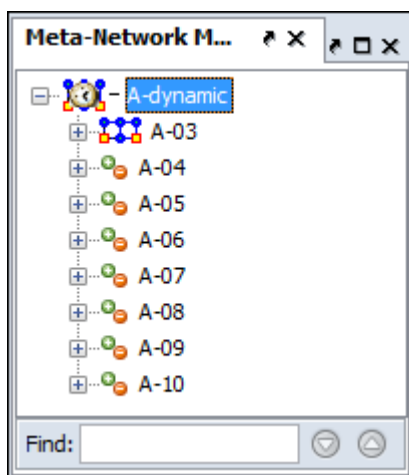 Meta-Network M...
A-dynamic
A-03
A-04
A-05
A-06
A-07
A-08
A-09
A-10
Find: